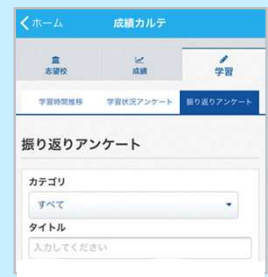 ホーム 成績カルテ
志望校 成績 学習
学習時間推移 学習状況アンケート 振り返りアンケート
振り返りアンケート
カテゴリ
すべて
タイトル
入力してください